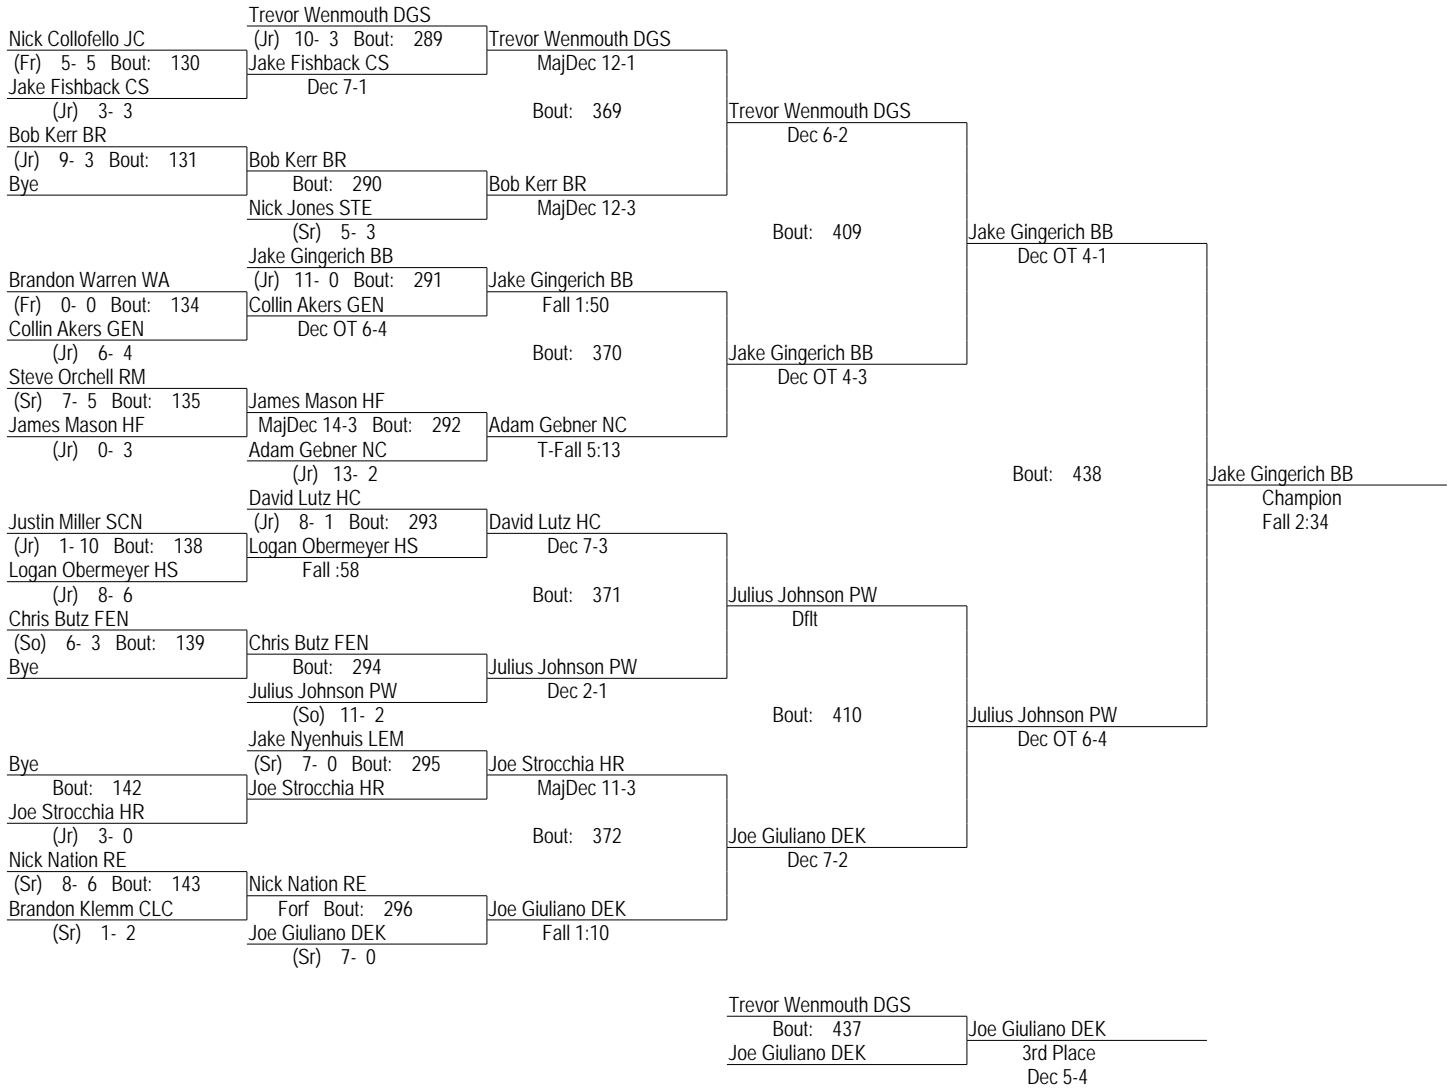 Trevor Wenmouth DGS
Nick Collofello JC
(Jr) 10- 3 Bout: 289
Trevor Wenmouth DGS
(Fr) 5- 5 Bout: 130
Jake Fishback CS
MajDec 12-1
Jake Fishback CS
Dec 7-1
(Jr) 3- 3
Bout: 369
Trevor Wenmouth DGS
Bob Kerr BR
Dec 6-2
(Jr) 9- 3 Bout: 131
Bob Kerr BR
Bye
Bout: 290
Bob Kerr BR
Nick Jones STE
MajDec 12-3
(Sr) 5- 3
Bout: 409
Jake Gingerich BB
Jake Gingerich BB
Dec OT 4-1
Brandon Warren WA
(Jr) 11- 0 Bout: 291
Jake Gingerich BB
(Fr) 0- 0 Bout: 134
Collin Akers GEN
Fall 1:50
Collin Akers GEN
Dec OT 6-4
(Jr) 6- 4
Bout: 370
Jake Gingerich BB
Steve Orchell RM
Dec OT 4-3
(Sr) 7- 5 Bout: 135
James Mason HF
James Mason HF
MajDec 14-3 Bout: 292
Adam Gebner NC
(Jr) 0- 3
Adam Gebner NC
T-Fall 5:13
(Jr) 13- 2
Bout: 438
Jake Gingerich BB
David Lutz HC
Champion
Justin Miller SCN
(Jr) 8- 1 Bout: 293
David Lutz HC
Fall 2:34
(Jr) 1- 10 Bout: 138
Logan Obermeyer HS
Dec 7-3
Logan Obermeyer HS
Fall :58
(Jr) 8- 6
Bout: 371
Julius Johnson PW
Chris Butz FEN
Dflt
(So) 6- 3 Bout: 139
Chris Butz FEN
Bye
Bout: 294
Julius Johnson PW
Julius Johnson PW
Dec 2-1
(So) 11- 2
Bout: 410
Julius Johnson PW
Jake Nyenhuis LEM
Dec OT 6-4
Bye
(Sr) 7- 0 Bout: 295
Joe Strocchia HR
Bout: 142
Joe Strocchia HR
MajDec 11-3
Joe Strocchia HR
(Jr) 3- 0
Bout: 372
Joe Giuliano DEK
Nick Nation RE
Dec 7-2
(Sr) 8- 6 Bout: 143
Nick Nation RE
Brandon Klemm CLC
Forf Bout: 296
Joe Giuliano DEK
(Sr) 1- 2
Joe Giuliano DEK
Fall 1:10
(Sr) 7- 0
Trevor Wenmouth DGS
Bout: 437
Joe Giuliano DEK
Joe Giuliano DEK
3rd Place
Dec 5-4